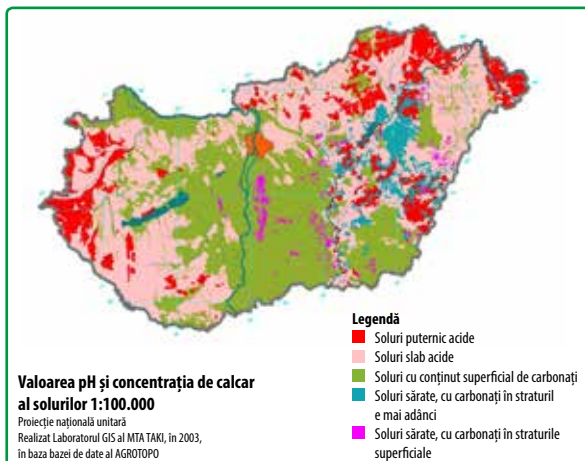 Legendă
Soluri puternic acide
Soluri slab acide
Soluri cu conținut superficial de carbonați
Soluri sărate, cu carbonați în straturil
e mai adânci
Soluri sărate, cu carbonați în straturile
superficiale
Valoarea pH și concentrația de calcar
al solurilor 1:100.000
Proiecție națională unitară
Realizat Laboratorul GIS al MTA TAKI, în 2003,
în baza bazei de date al AGROTOPO